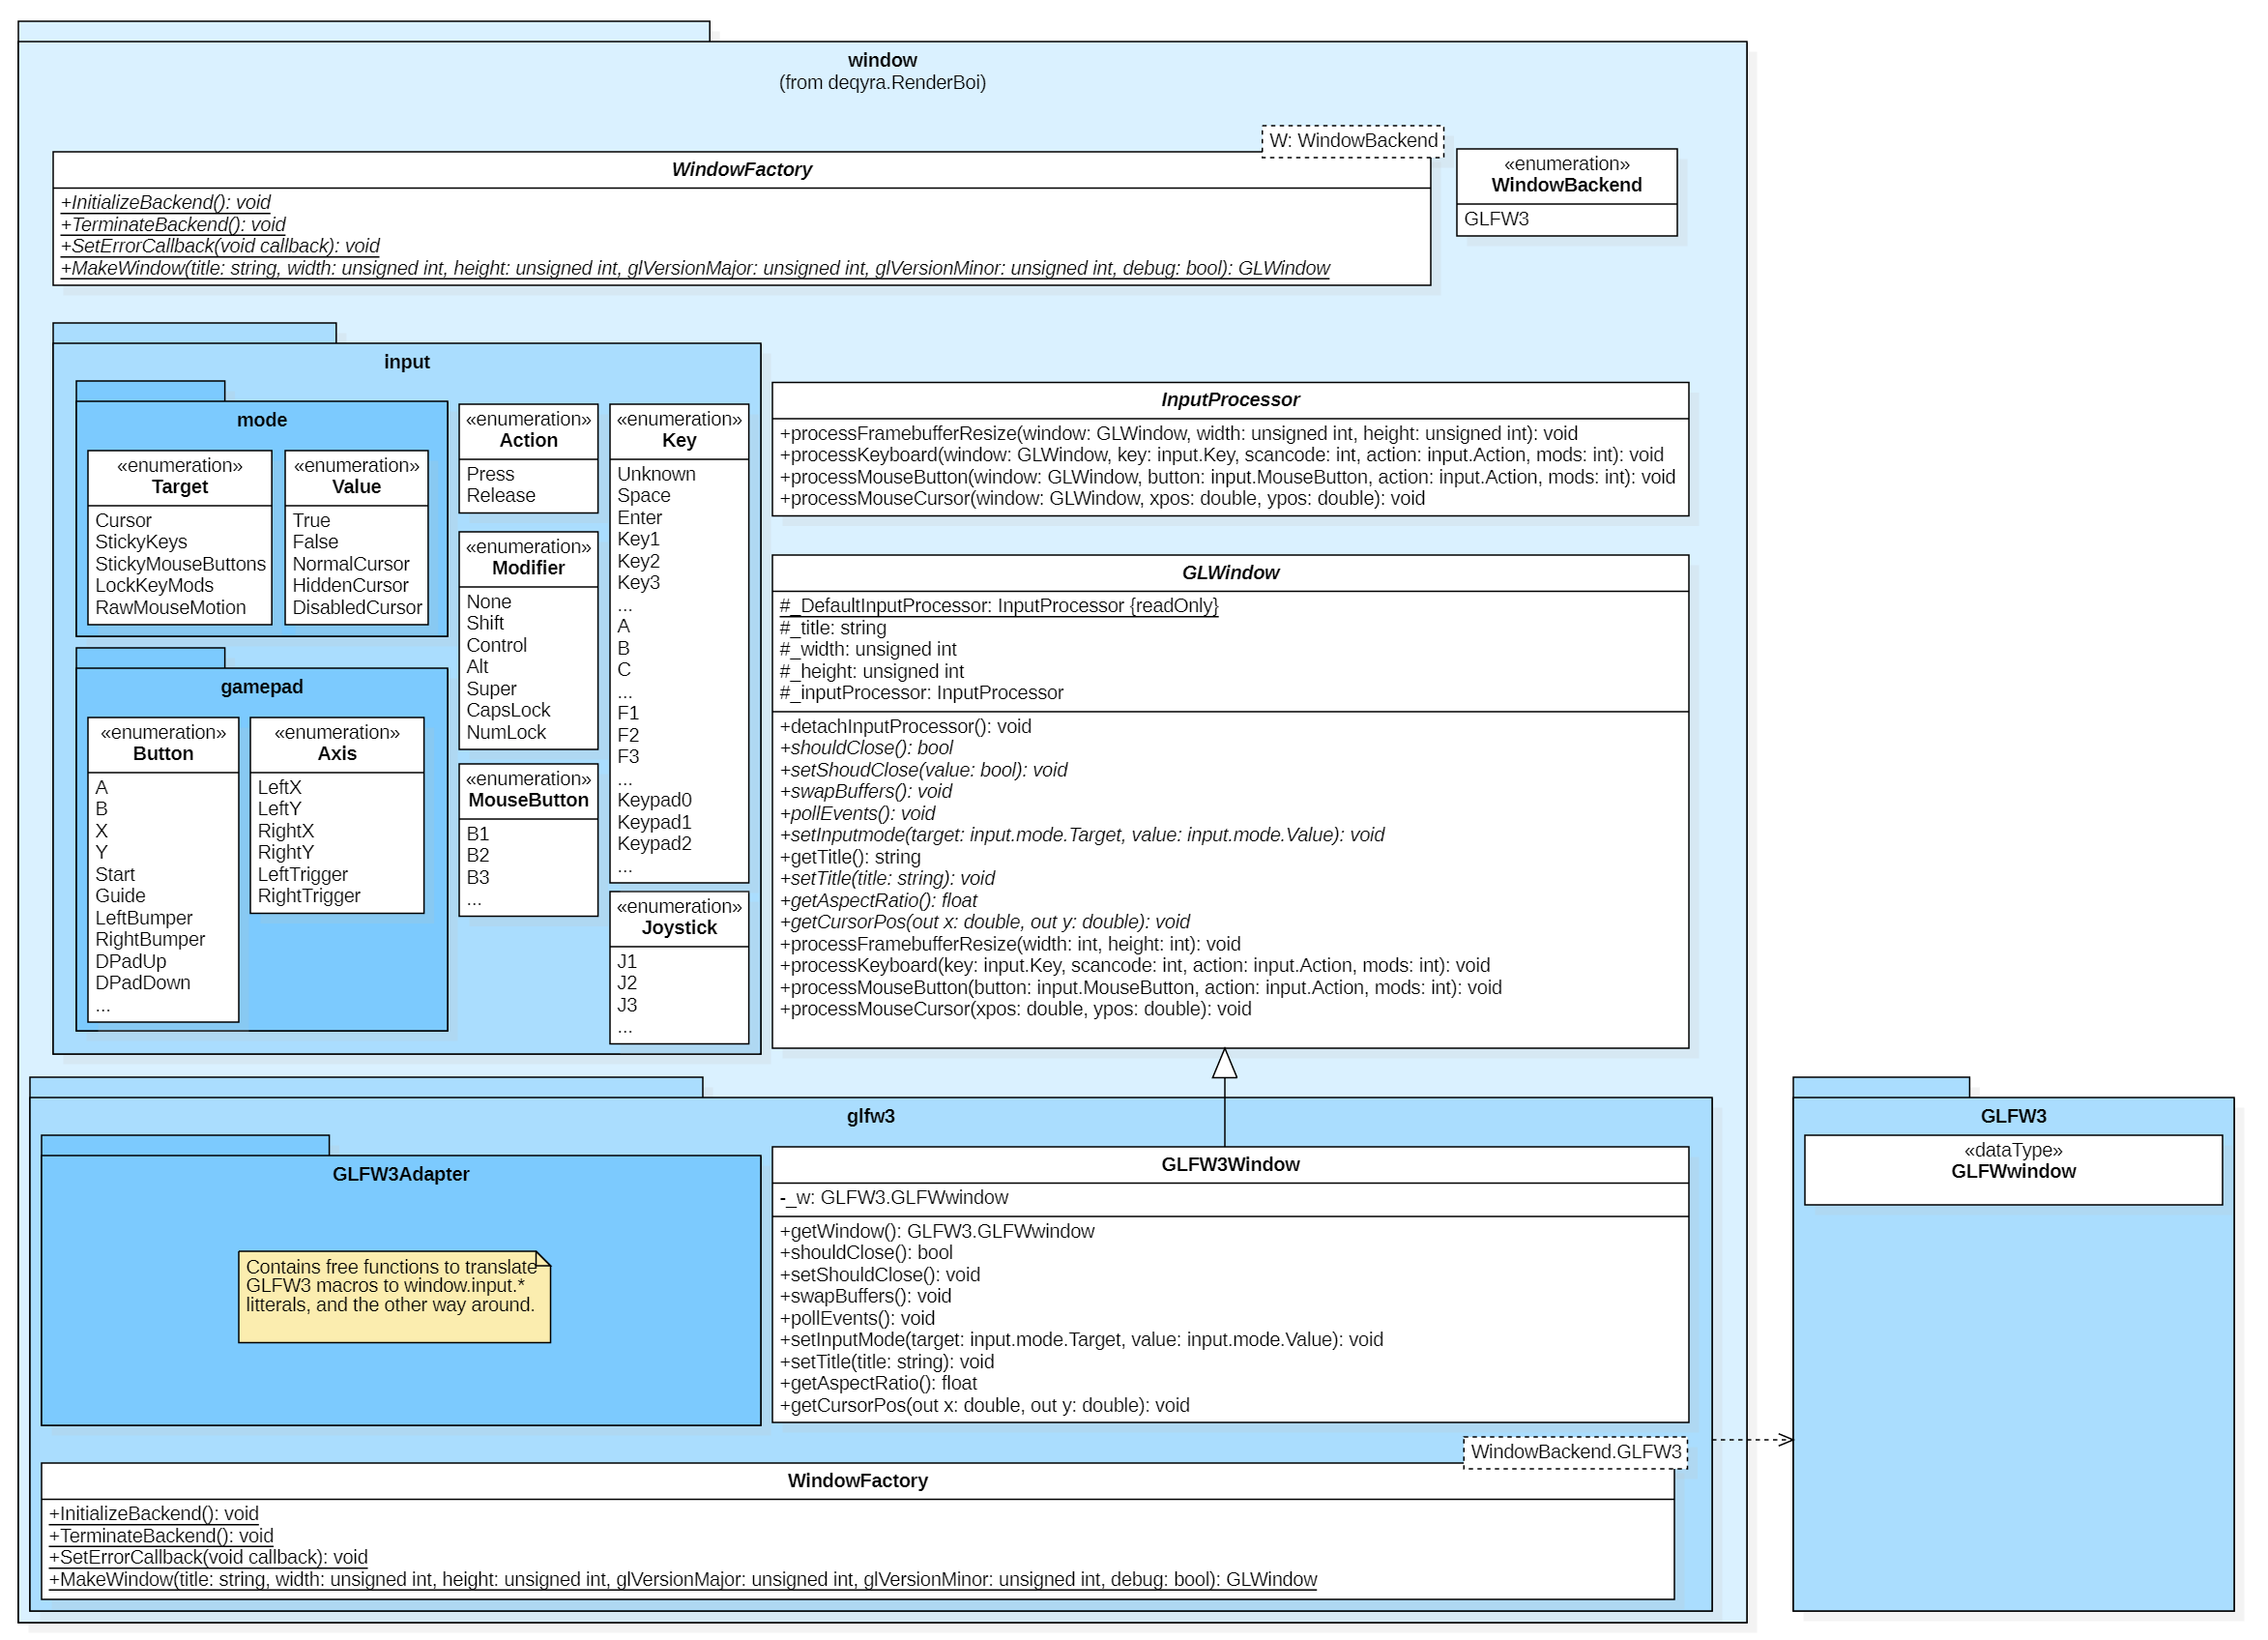 window
(from deqyra.RenderBoi)
W: WindowBackend
WindowFactory
+InitializeBackend(): void
+TerminateBackend(): void
+SetErrorCallback(void callback): void
+MakeWindow(title: string, width: unsigned int, height: unsigned int, glVersionMajor: unsigned int, glVersionMinor: unsigned int, debug: bool): GLWindow
«enumeration»
WindowBackend
GLFW3
input
mode
«enumeration»
Target
Cursor
StickyKeys
StickyMouseButtons
LockKeyMods
RawMouseMotion
«enumeration»
Value
True
False
NormalCursor
HiddenCursor
DisabledCursor
gamepad
«enumeration»
Button
A
B
X
Y
Start
Guide
LeftBumper
RightBumper
DPadUp
DPadDown
...
«enumeration»
Axis
LeftX
LeftY
RightX
RightY
LeftTrigger
RightTrigger
«enumeration»
Action
Press
Release
«enumeration»
Modifier
None
Shift
Control
Alt
Super
CapsLock
NumLock
«enumeration»
MouseButton
B1
B2
B3
...
«enumeration»
Key
Unknown
Space
Enter
Key1
Key2
Key3
...
A
B
C
...
F1
F2
F3
...
Keypad0
Keypad1
Keypad2
...
«enumeration»
Joystick
J1
J2
J3
...
InputProcessor
+processFramebufferResize(window: GLWindow, width: unsigned int, height: unsigned int): void
+processKeyboard(window: GLWindow, key: input.Key, scancode: int, action: input.Action, mods: int): void
+processMouseButton(window: GLWindow, button: input.MouseButton, action: input.Action, mods: int): void
+processMouseCursor(window: GLWindow, xpos: double, ypos: double): void
GLWindow
#_DefaultInputProcessor: InputProcessor {readOnly}
#_title: string
#_width: unsigned int
#_height: unsigned int
#_inputProcessor: InputProcessor
+detachInputProcessor(): void
+shouldClose(): bool
+setShoudClose(value: bool): void
+swapBuffers(): void
+pollEvents(): void
+setInputmode(target: input.mode.Target, value: input.mode.Value): void
+getTitle(): string
+setTitle(title: string): void
+getAspectRatio(): float
+getCursorPos(out x: double, out y: double): void
+processFramebufferResize(width: int, height: int): void
+processKeyboard(key: input.Key, scancode: int, action: input.Action, mods: int): void
+processMouseButton(button: input.MouseButton, action: input.Action, mods: int): void
+processMouseCursor(xpos: double, ypos: double): void
glfw3
GLFW3Adapter
Contains free functions to translate
GLFW3 macros to window.input.*
litterals, and the other way around.
GLFW3Window
-_w: GLFW3.GLFWwindow
+getWindow(): GLFW3.GLFWwindow
+shouldClose(): bool
+setShouldClose(): void
+swapBuffers(): void
+pollEvents(): void
+setInputMode(target: input.mode.Target, value: input.mode.Value): void
+setTitle(title: string): void
+getAspectRatio(): float
+getCursorPos(out x: double, out y: double): void
WindowBackend.GLFW3
WindowFactory
+InitializeBackend(): void
+TerminateBackend(): void
+SetErrorCallback(void callback): void
+MakeWindow(title: string, width: unsigned int, height: unsigned int, glVersionMajor: unsigned int, glVersionMinor: unsigned int, debug: bool): GLWindow
GLFW3
«dataType»
GLFWwindow